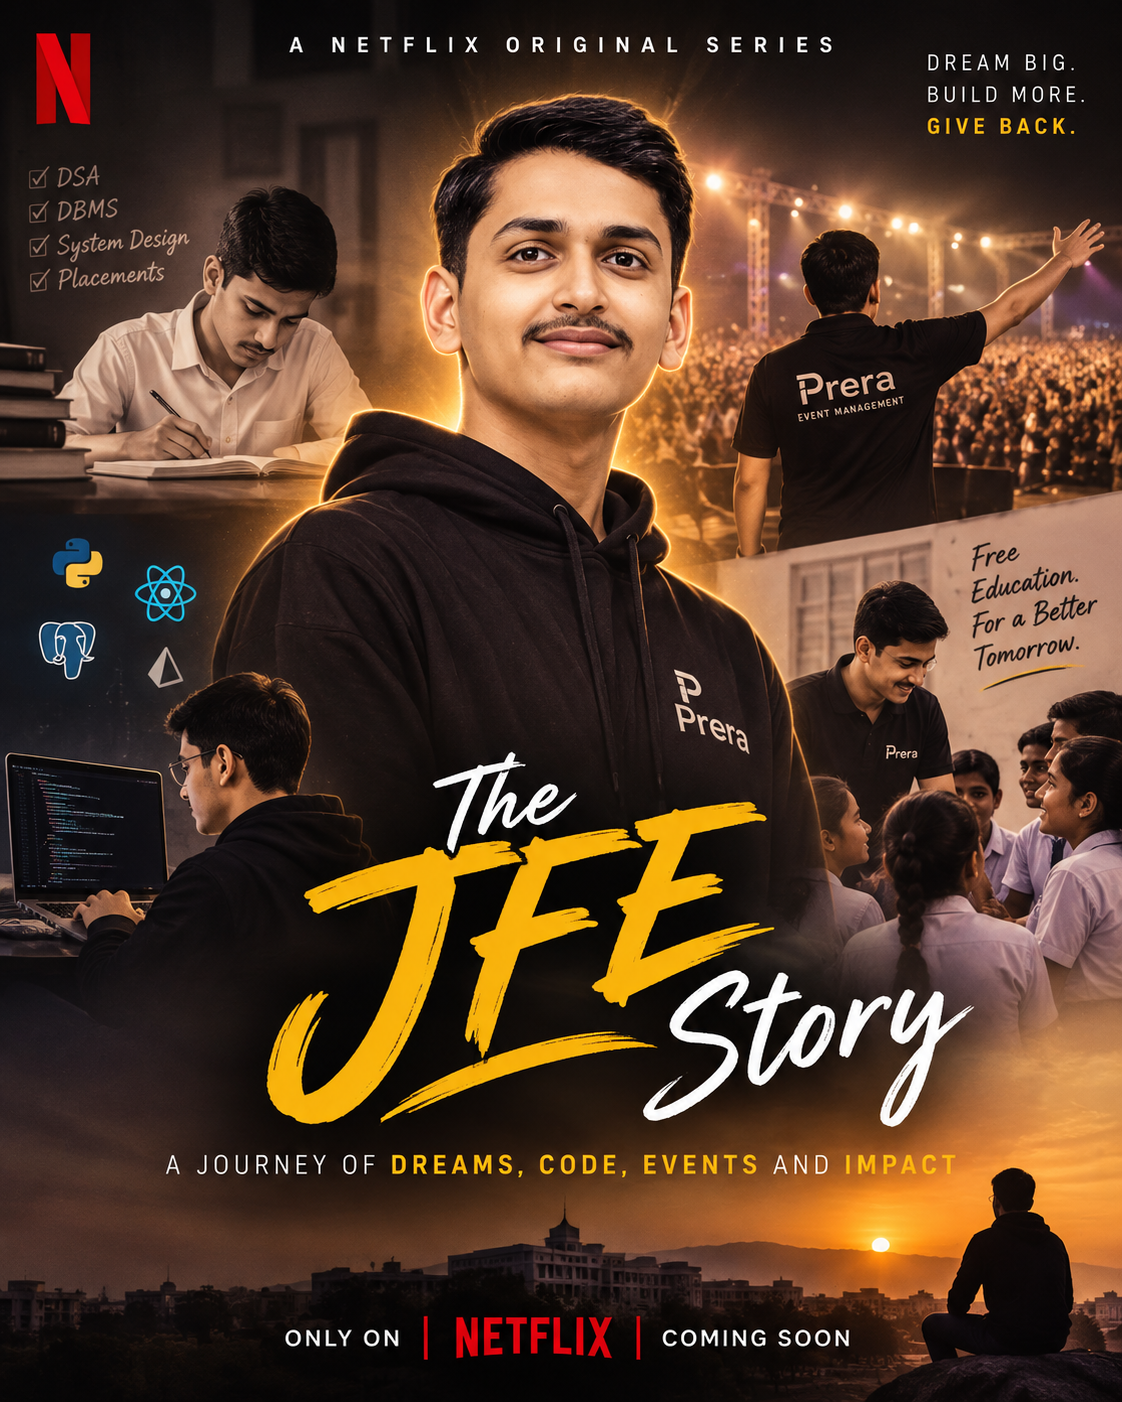 N
A NETFLIX ORIGINAL SERIES
DREAM BIG.
BUILD MORE.
GIVE BACK.
DSA
DBMS
System Design
Placements
Prera
EVENT MANAGEMENT
Free
Education.
For a Better
Tomorrow.
P
Prera
Prera
The
JEE
Story
A JOURNEY OF DREAMS, CODE, EVENTS AND IMPACT
ONLY ON | NETFLIX | COMING SOON